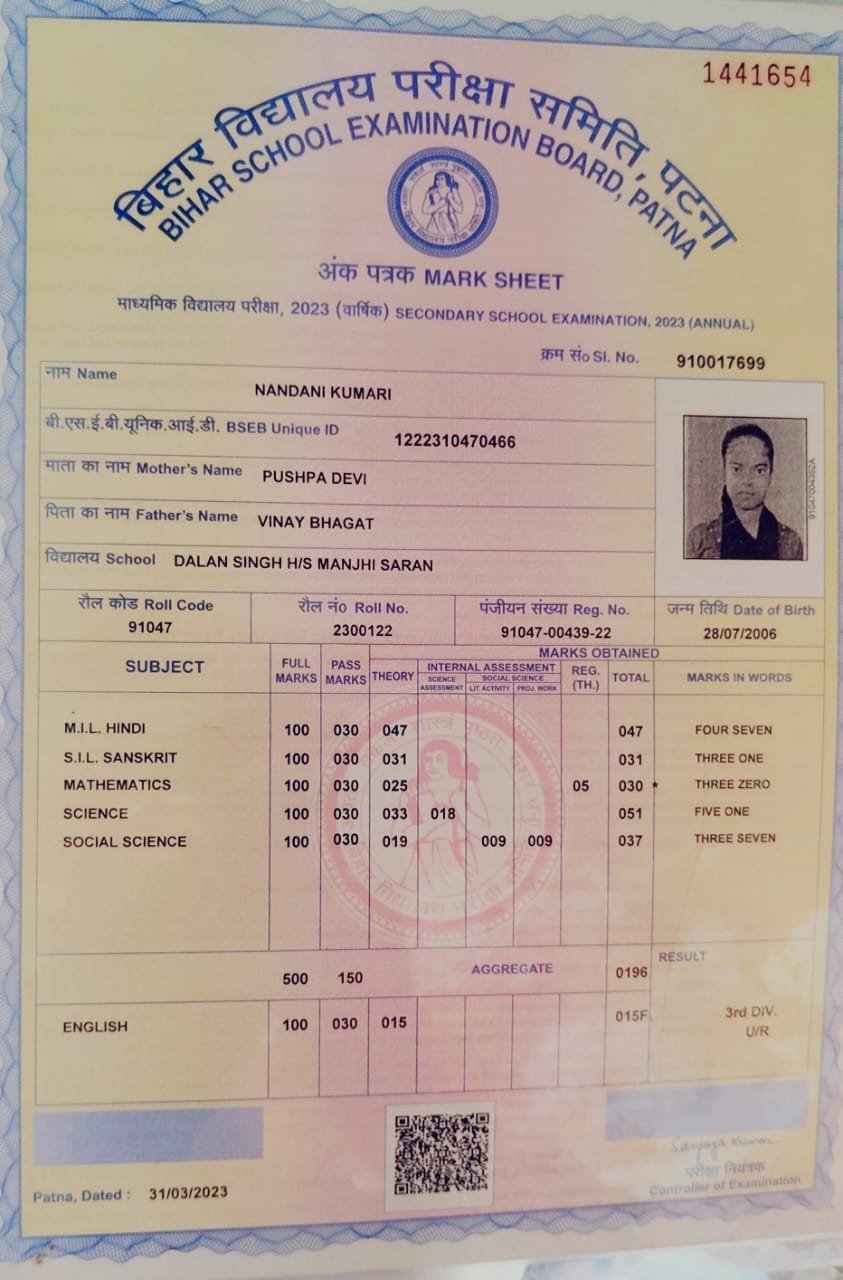 1441654
बिहार विद्यालय परीक्षा समिति, पटना
BIHAR SCHOOL EXAMINATION BOARD, PATNA
अंक पत्रक MARK SHEET
माध्यमिक विद्यालय परीक्षा, 2023 (वार्षिक) SECONDARY SCHOOL EXAMINATION, 2023 (ANNUAL)
क्रम सं० Sl. No. 910017699
नाम Name NANDANI KUMARI
बी.एस.ई.बी.यूनिक.आई.डी. BSEB Unique ID 1222310470466
माता का नाम Mother's Name PUSHPA DEVI
पिता का नाम Father's Name VINAY BHAGAT
विद्यालय School DALAN SINGH H/S MANJHI SARAN
रौल कोड Roll Code रौल नं० Roll No. पंजीयन संख्या Reg. No. जन्म तिथि Date of Birth
91047 2300122 91047-00439-22 28/07/2006
MARKS OBTAINED
SUBJECT FULL MARKS PASS MARKS THEORY INTERNAL ASSESSMENT REG. (TH.) TOTAL MARKS IN WORDS
SCIENCE ASSESSMENT SOCIAL SCIENCE
LIT. ACTIVITY PROJ. WORK
M.I.L. HINDI 100 030 047 047 FOUR SEVEN
S.I.L. SANSKRIT 100 030 031 031 THREE ONE
MATHEMATICS 100 030 025 05 030 * THREE ZERO
SCIENCE 100 030 033 018 051 FIVE ONE
SOCIAL SCIENCE 100 030 019 009 009 037 THREE SEVEN
500 150 AGGREGATE 0196 RESULT
ENGLISH 100 030 015 015F 3rd DIV.
U/R
Sanjaya Kumar
परीक्षा नियंत्रक
Controller of Examination
Patna, Dated : 31/03/2023